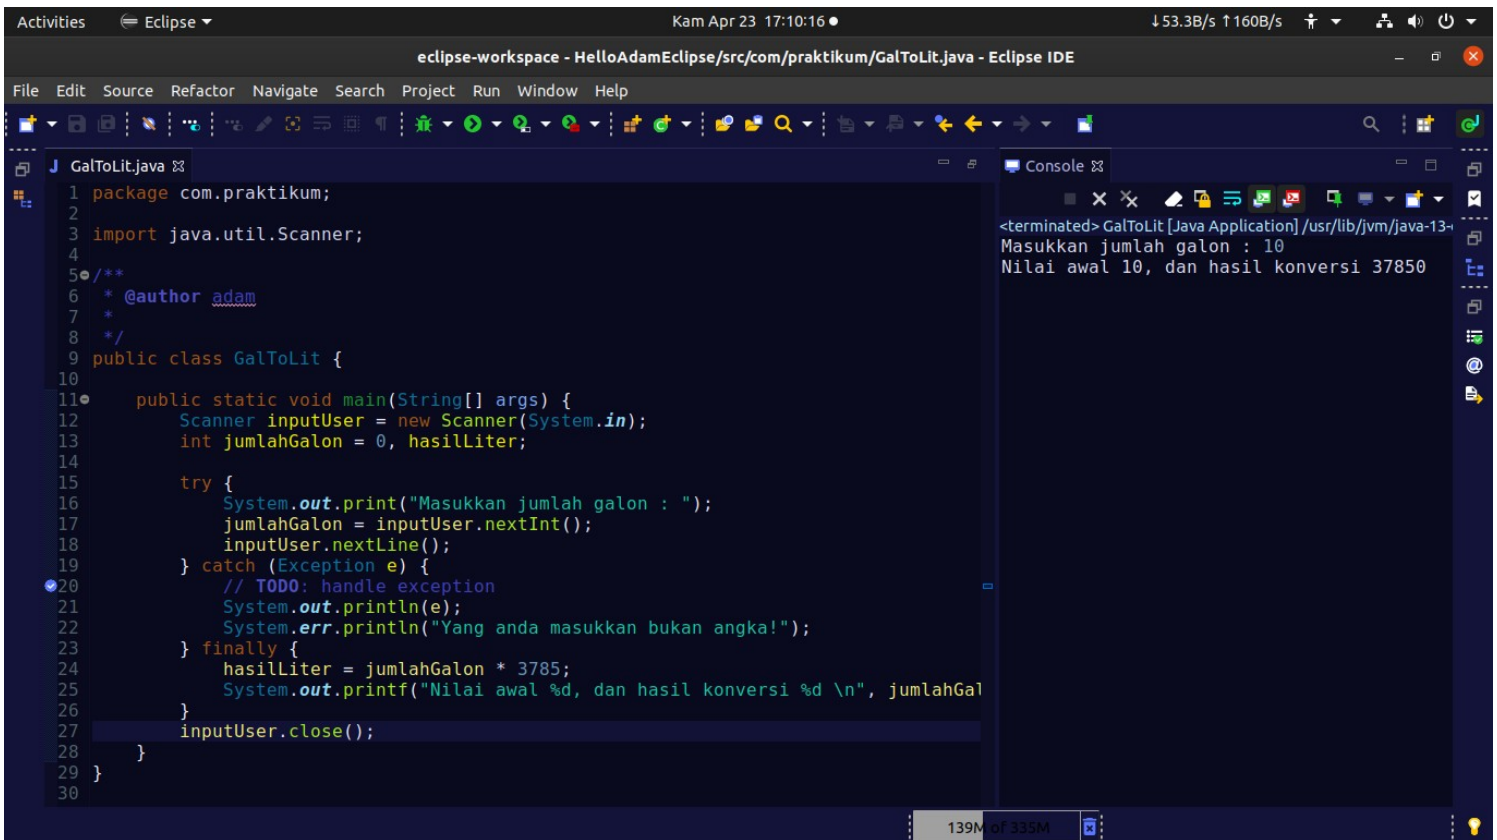 Activities Eclipse Kam Apr 23 17:10:16 ↓53.3B/s ↑160B/s
eclipse-workspace - HelloAdamEclipse/src/com/praktikum/GalToLit.java - Eclipse IDE
File Edit Source Refactor Navigate Search Project Run Window Help
GalToLit.java
1 package com.praktikum;
2
3 import java.util.Scanner;
4
5 /**
6  * @author adam
7  *
8  */
9 public class GalToLit {
10
11     public static void main(String[] args) {
12         Scanner inputUser = new Scanner(System.in);
13         int jumlahGalon = 0, hasilLiter;
14
15         try {
16             System.out.print("Masukkan jumlah galon : ");
17             jumlahGalon = inputUser.nextInt();
18             inputUser.nextLine();
19         } catch (Exception e) {
20             // TODO: handle exception
21             System.out.println(e);
22             System.err.println("Yang anda masukkan bukan angka!");
23         } finally {
24             hasilLiter = jumlahGalon * 3785;
25             System.out.printf("Nilai awal %d, dan hasil konversi %d \n", jumlahGal
26         }
27         inputUser.close();
28     }
29 }
30
Console
<terminated> GalToLit [Java Application] /usr/lib/jvm/java-13-
Masukkan jumlah galon : 10
Nilai awal 10, dan hasil konversi 37850
139M of 335M